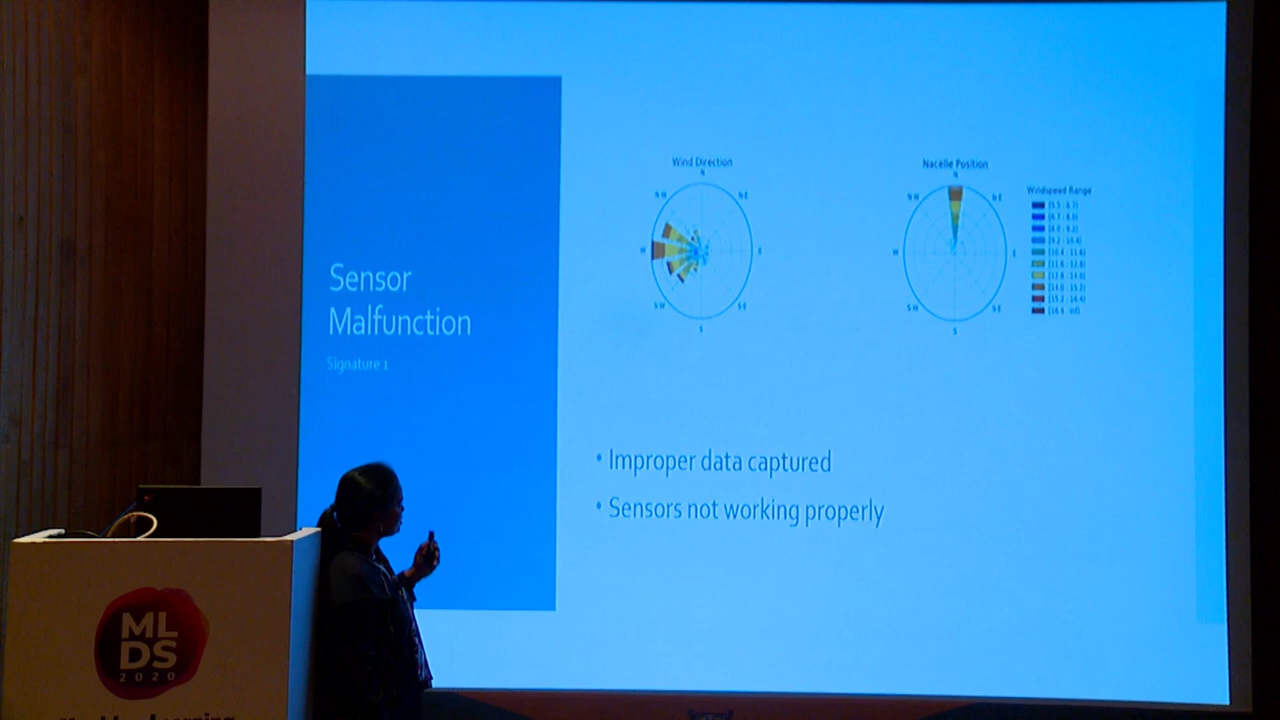 Sensor
Malfunction
Signature 1
Wind Direction
N
N-W
N-E
W
E
S-W
S-E
S
Nacelle Position
N
N-W
N-E
W
E
S-W
S-E
S
Windspeed Range
• Improper data captured
• Sensors not working properly
ML
DS
2020